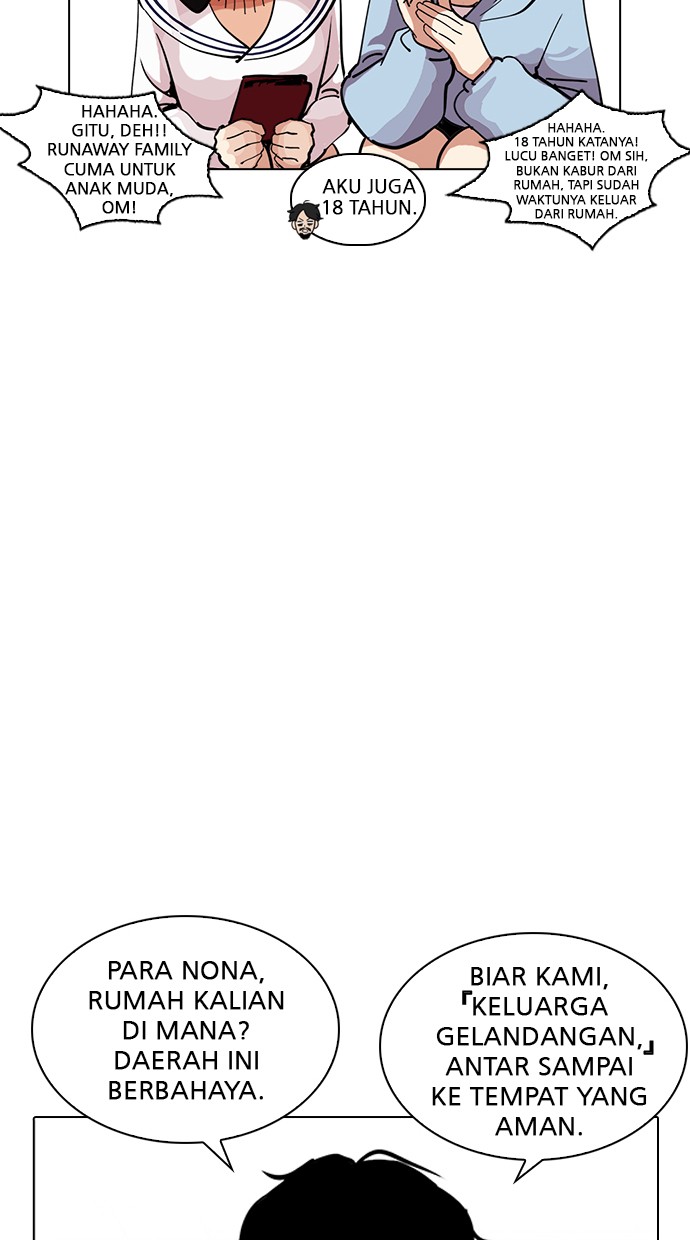 HAHAHA.
GITU, DEH!!
RUNAWAY FAMILY
CUMA UNTUK
ANAK MUDA,
OM!
AKU JUGA
18 TAHUN.
HAHAHA.
18 TAHUN KATANYA!
LUCU BANGET! OM SIH,
BUKAN KABUR DARI
RUMAH, TAPI SUDAH
WAKTUNYA KELUAR
DARI RUMAH.
PARA NONA,
RUMAH KALIAN
DI MANA?
DAERAH INI
BERBAHAYA.
BIAR KAMI,
『KELUARGA
GELANDANGAN,』
ANTAR SAMPAI
KE TEMPAT YANG
AMAN.